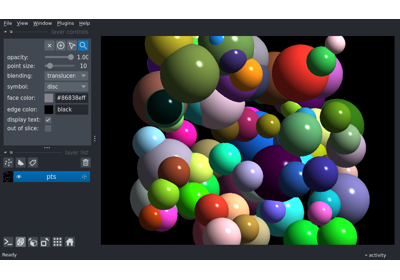 File View Window Plugins Help
layer controls
opacity: 1.00
point size: 10
blending: translucen
symbol: disc
face color: #86838eff
edge color: black
display text:
out of slice:
layer list
pts
Ready activity